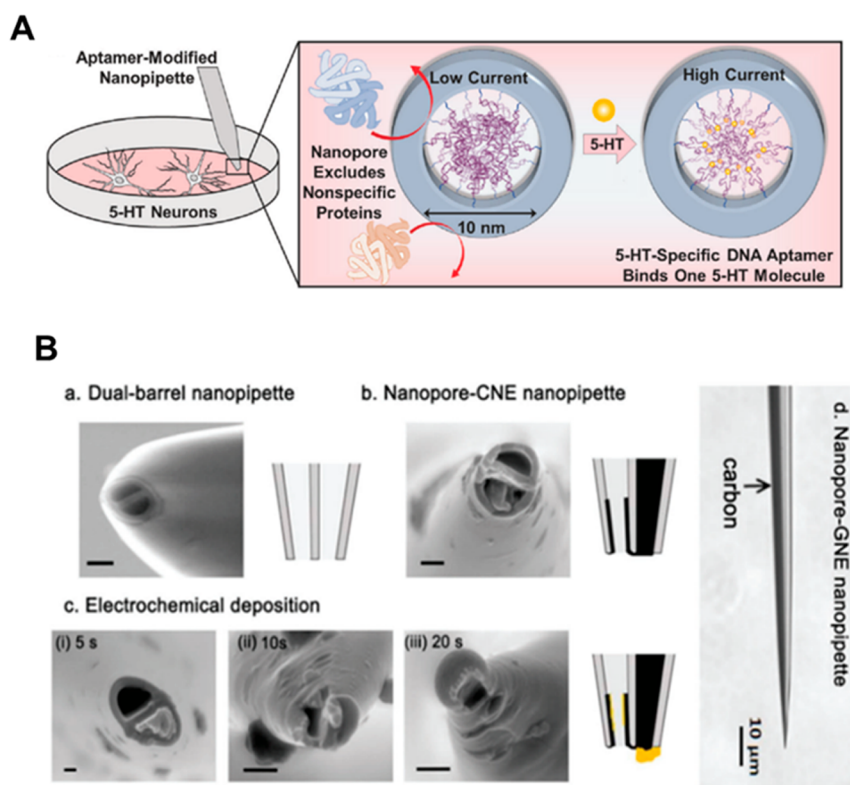 A
Aptamer-Modified
Nanopipette
5-HT Neurons
Low Current
Nanopore
Excludes
Nonspecific
Proteins
10 nm
5-HT
High Current
5-HT-Specific DNA Aptamer
Binds One 5-HT Molecule
B
a. Dual-barrel nanopipette
b. Nanopore-CNE nanopipette
c. Electrochemical deposition
(i) 5 s
(ii) 10s
(iii) 20 s
d. Nanopore-GNE nanopipette
carbon
10 µm